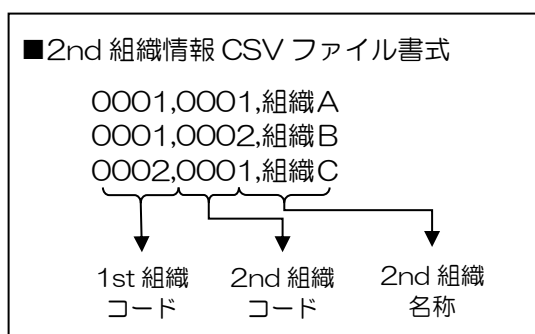 ■2nd 組織情報 CSV ファイル書式
0001,0001,組織A
0001,0002,組織B
0002,0001,組織C
1st 組織
コード
2nd 組織
コード
2nd 組織
名称